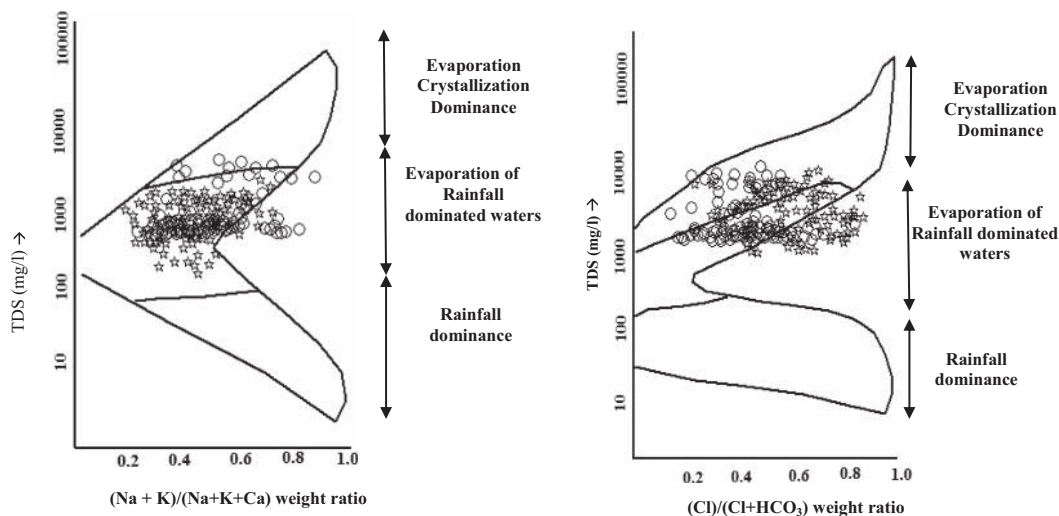 100000
10000
1000
100
10
TDS (mg/l) →
0.2 0.4 0.6 0.8 1.0
(Na + K)/(Na+K+Ca) weight ratio
Evaporation
Crystallization
Dominance
Evaporation of
Rainfall
dominated waters
Rainfall
dominance
100000
10000
1000
100
10
TDS (mg/l) →
0.2 0.4 0.6 0.8 1.0
(Cl)/(Cl+HCO₃) weight ratio
Evaporation
Crystallization
Dominance
Evaporation of
Rainfall dominated
waters
Rainfall
dominance